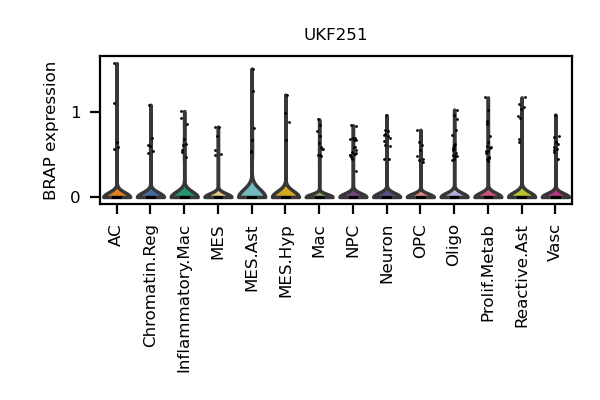 UKF251
BRAP expression
1
0
AC
Chromatin.Reg
Inflammatory.Mac
MES
MES.Ast
MES.Hyp
Mac
NPC
Neuron
OPC
Oligo
Prolif.Metab
Reactive.Ast
Vasc